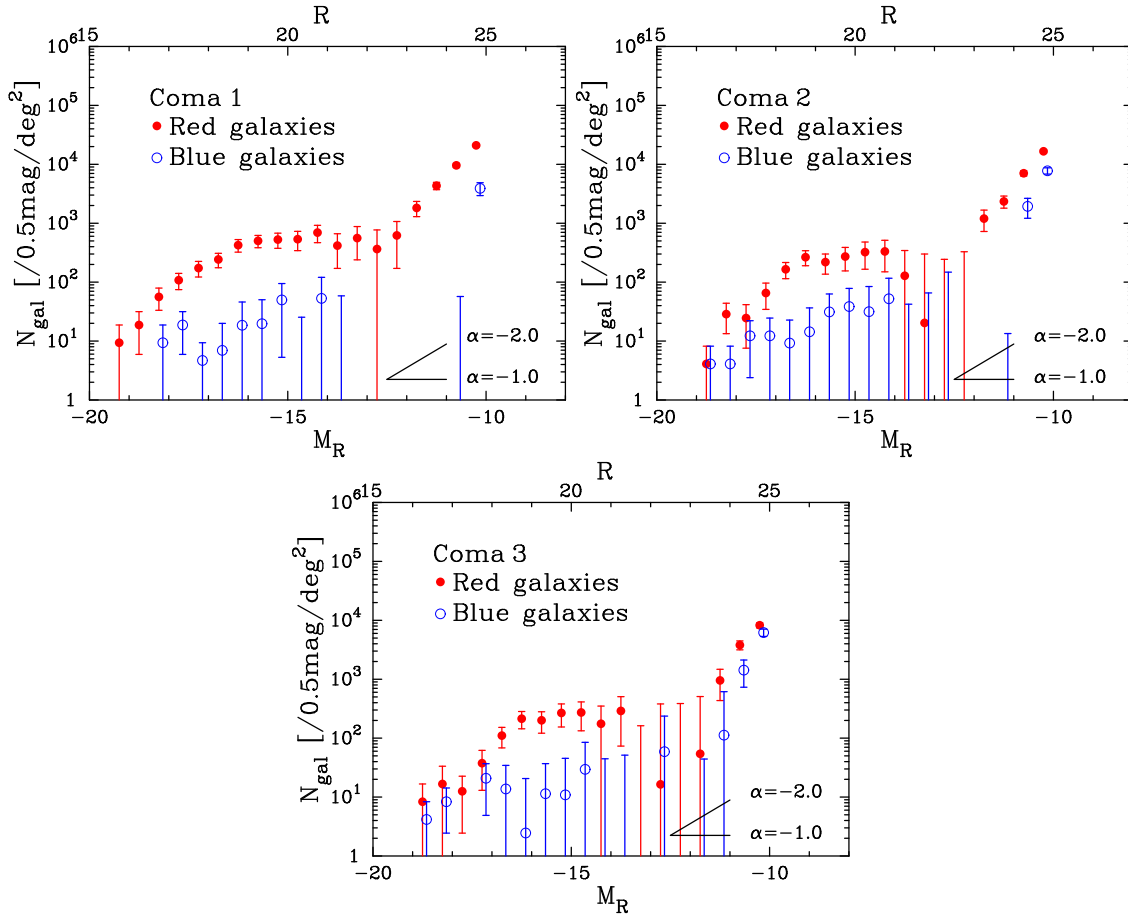 R
15 20 25
10^6
10^5
10^4
10^3
10^2
10^1
1
N_gal [/0.5mag/deg^2]
Coma 1
Red galaxies
Blue galaxies
α=−2.0
α=−1.0
−20 −15 −10
M_R
R
15 20 25
10^6
10^5
10^4
10^3
10^2
10^1
1
N_gal [/0.5mag/deg^2]
Coma 2
Red galaxies
Blue galaxies
α=−2.0
α=−1.0
−20 −15 −10
M_R
R
15 20 25
10^6
10^5
10^4
10^3
10^2
10^1
1
N_gal [/0.5mag/deg^2]
Coma 3
Red galaxies
Blue galaxies
α=−2.0
α=−1.0
−20 −15 −10
M_R